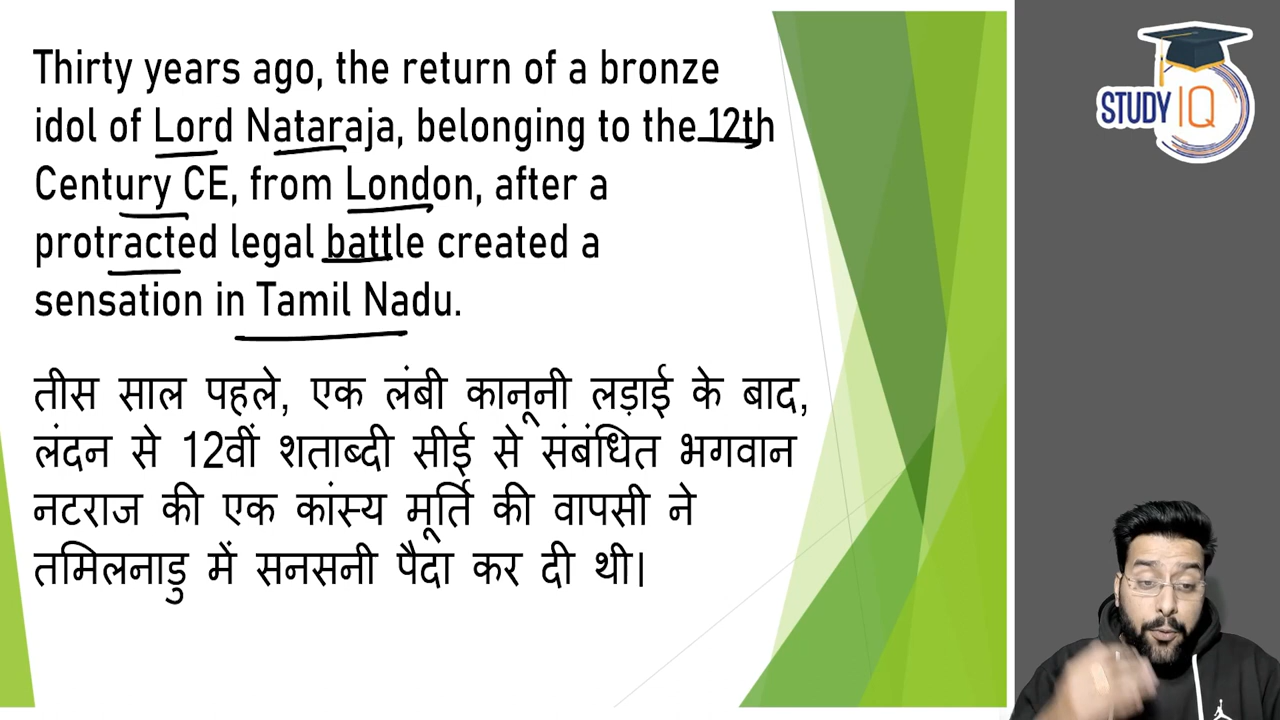 Thirty years ago, the return of a bronze
idol of Lord Nataraja, belonging to the 12th
Century CE, from London, after a
protracted legal battle created a
sensation in Tamil Nadu.
तीस साल पहले, एक लंबी कानूनी लड़ाई के बाद,
लंदन से 12वीं शताब्दी सीई से संबंधित भगवान
नटराज की एक कांस्य मूर्ति की वापसी ने
तमिलनाडु में सनसनी पैदा कर दी थी।
STUDY IQ